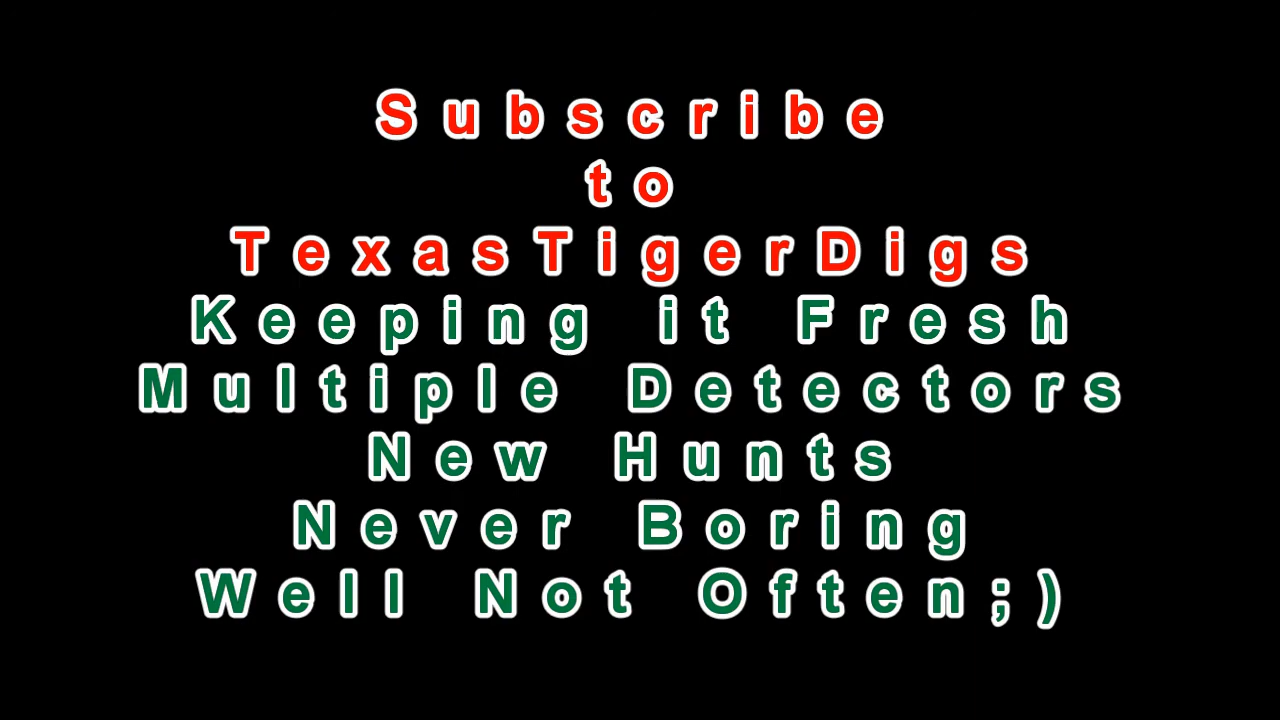 Subscribe
to
TexasTigerDigs
Keeping it Fresh
Multiple Detectors
New Hunts
Never Boring
Well Not Often;)